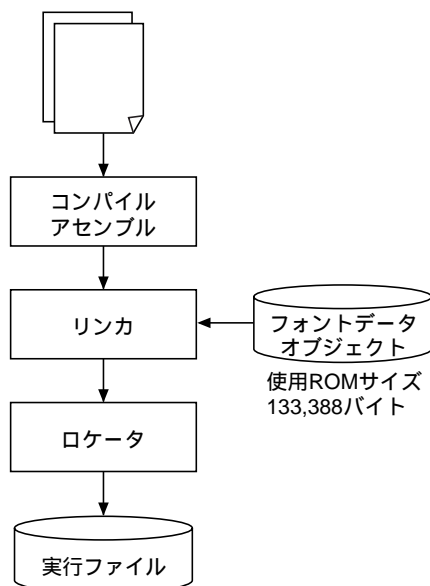 コンパイル
アセンブル
リンカ
フォントデータ
オブジェクト
使用ROMサイズ
133,388バイト
ロケータ
実行ファイル